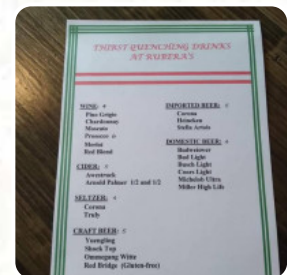 THIRST QUENCHING DRINKS
AT KUBERA'S
WINE:
Pino Grigio
Chardonnay
Moscato
Prosecco
Merlot
Red Blend
CIDER:
Awestruck
Arnold Palmer 1/2 and 1/2
SELTZER:
Corona
Truly
CRAFT BEER:
Yuengling
Shock Top
Ommegang Witte
Red Bridge (Gluten-free)
IMPORTED BEER:
Corona
Heineken
Stella Artois
DOMESTIC BEER:
Budweiser
Bud Light
Busch Light
Coors Light
Michelob Ultra
Miller High Life